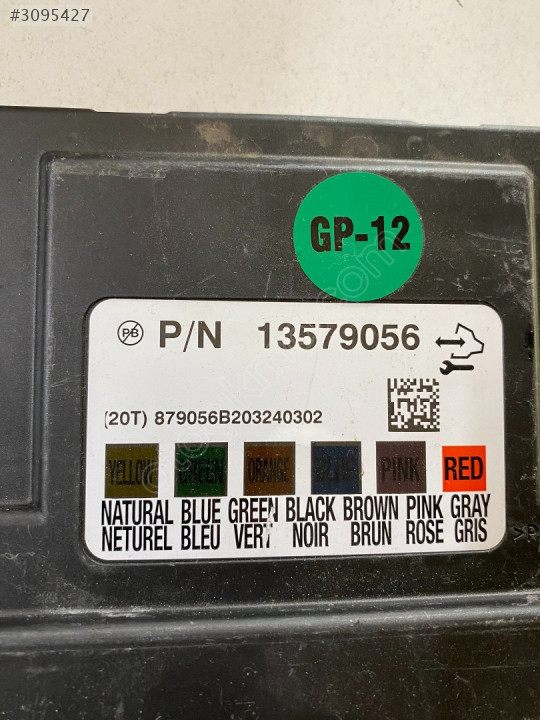 #3095427
GP-12
PB P/N 13579056
(20T) 879056B203240302
YELLOW GREEN ORANGE BLUE PINK RED
NATURAL BLUE GREEN BLACK BROWN PINK GRAY
NETUREL BLEU VERT NOIR BRUN ROSE GRIS
>P